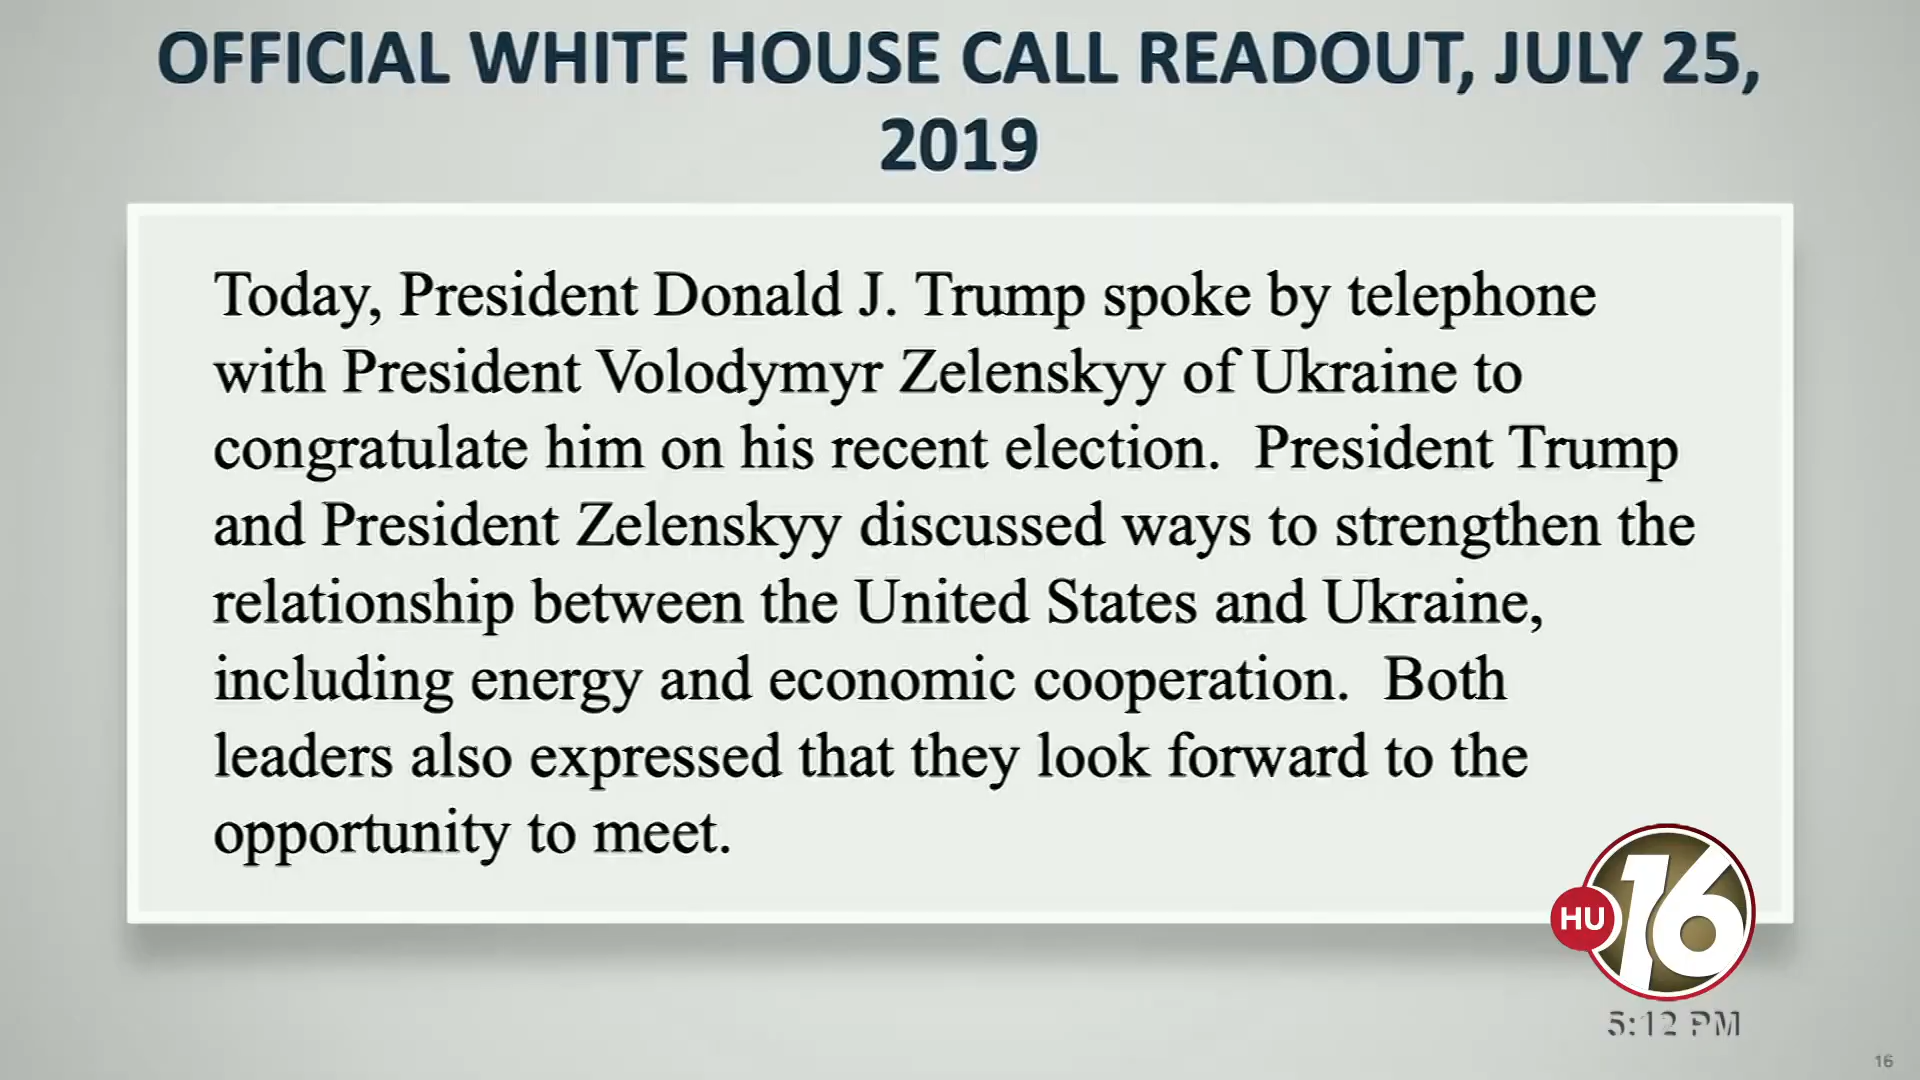 OFFICIAL WHITE HOUSE CALL READOUT, JULY 25,
2019
Today, President Donald J. Trump spoke by telephone
with President Volodymyr Zelenskyy of Ukraine to
congratulate him on his recent election.  President Trump
and President Zelenskyy discussed ways to strengthen the
relationship between the United States and Ukraine,
including energy and economic cooperation.  Both
leaders also expressed that they look forward to the
opportunity to meet.
HU 16
5:12 PM
16